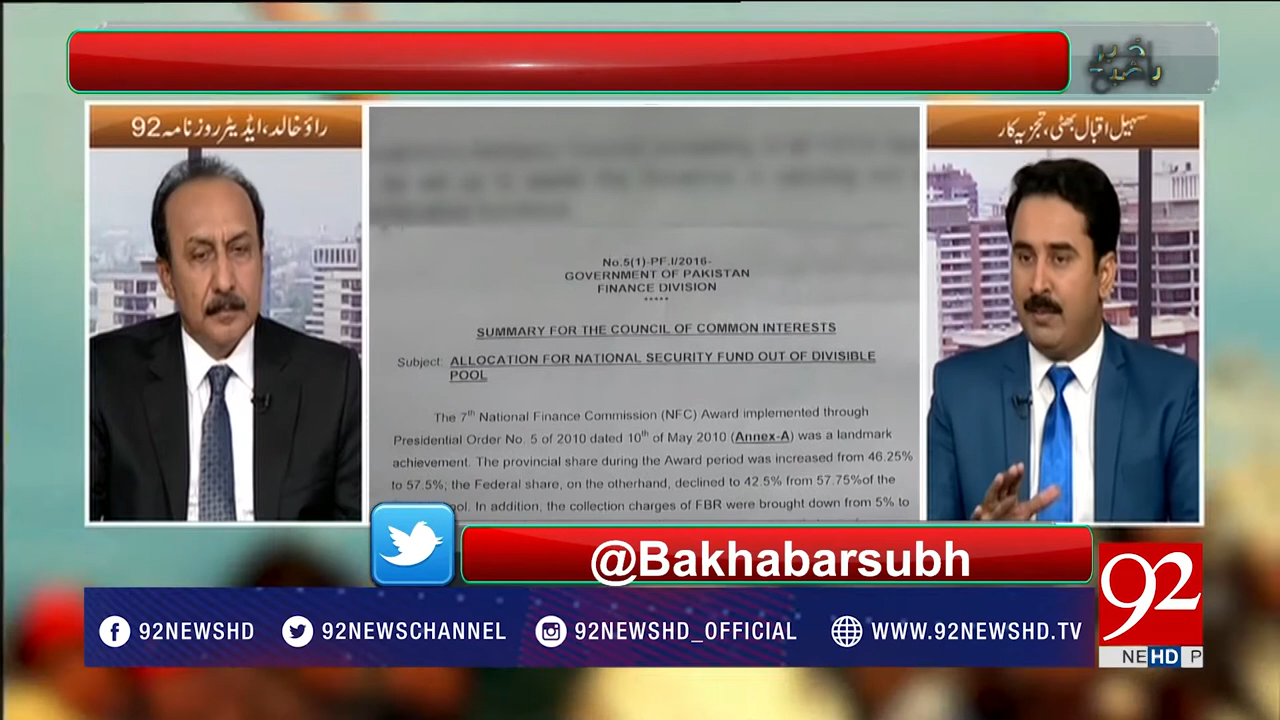 باخبر
صبح
راؤ خالد، ایڈیٹر روزنامہ 92
سہیل اقبال بھٹی، تجزیہ کار
No.5(1)-PF.I/2016-
GOVERNMENT OF PAKISTAN
FINANCE DIVISION
*****
SUMMARY FOR THE COUNCIL OF COMMON INTERESTS
Subject: ALLOCATION FOR NATIONAL SECURITY FUND OUT OF DIVISIBLE
POOL
The 7th National Finance Commission (NFC) Award implemented through
Presidential Order No. 5 of 2010 dated 10th of May 2010 (Annex-A) was a landmark
achievement. The provincial share during the Award period was increased from 46.25%
to 57.5%; the Federal share, on the otherhand, declined to 42.5% from 57.75%of the
In addition, the collection charges of FBR were brought down from 5% to
@Bakhabarsubh
92NEWSHD
92NEWSCHANNEL
92NEWSHD_OFFICIAL
WWW.92NEWSHD.TV
92
NE HD P